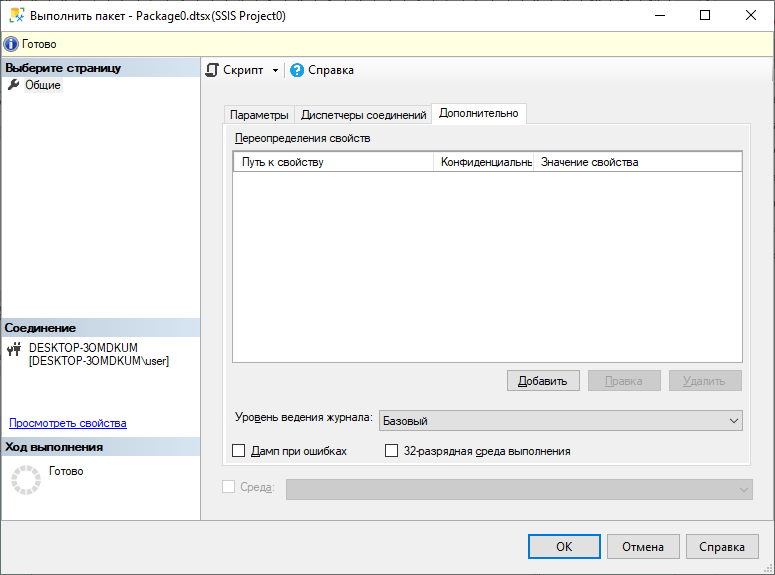 Выполнить пакет - Package0.dtsx(SSIS Project0)
Готово
Выберите страницу
Общие
Скрипт
Справка
Параметры
Диспетчеры соединений
Дополнительно
Переопределения свойств
Путь к свойству
Конфиденциальнь
Значение свойства
Добавить
Правка
Удалить
Уровень ведения журнала:
Базовый
Дамп при ошибках
32-разрядная среда выполнения
Среда:
Соединение
DESKTOP-3OMDKUM
[DESKTOP-3OMDKUM\user]
Просмотреть свойства
Ход выполнения
Готово
ОК
Отмена
Справка